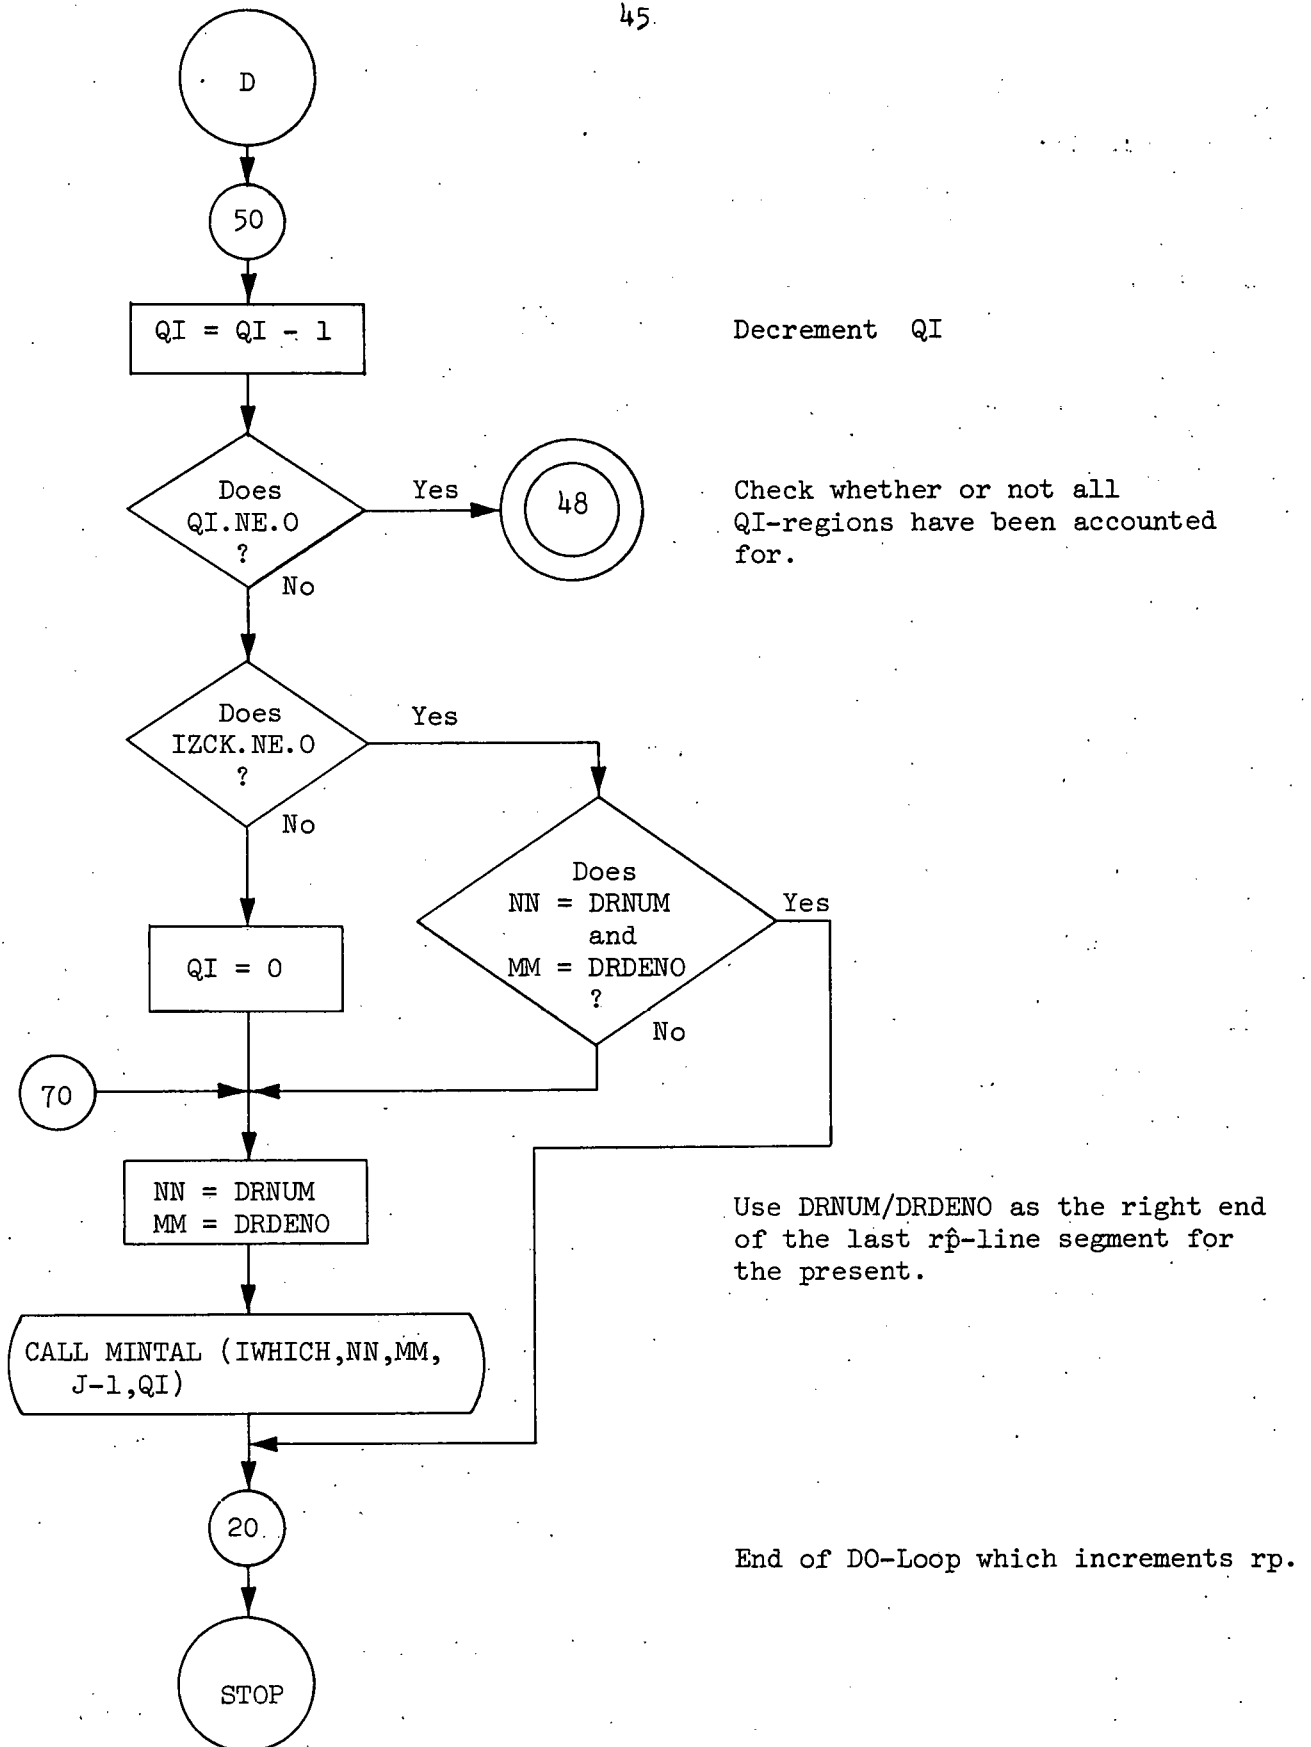 45.
D
50
QI = QI - 1
Decrement QI
Does
QI.NE.0
?
Yes
48
No
Check whether or not all
QI-regions have been accounted
for.
Does
IZCK.NE.0
?
Yes
No
Does
NN = DRNUM
and
MM = DRDENO
?
Yes
No
QI = 0
70
NN = DRNUM
MM = DRDENO
Use DRNUM/DRDENO as the right end
of the last rp̂-line segment for
the present.
CALL MINTAL (IWHICH,NN,MM,
J-1,QI)
20
End of DO-Loop which increments rp.
STOP